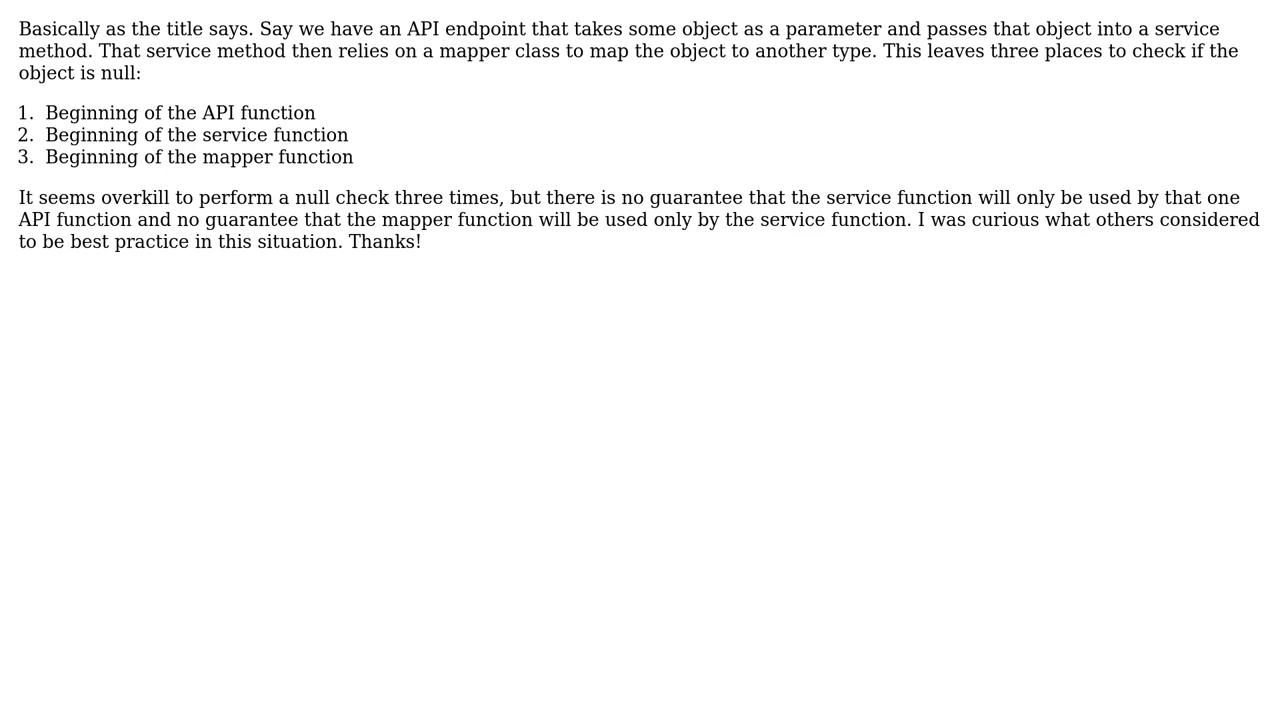 Basically as the title says. Say we have an API endpoint that takes some object as a parameter and passes that object into a service
method. That service method then relies on a mapper class to map the object to another type. This leaves three places to check if the
object is null:
1. Beginning of the API function
2. Beginning of the service function
3. Beginning of the mapper function
It seems overkill to perform a null check three times, but there is no guarantee that the service function will only be used by that one
API function and no guarantee that the mapper function will be used only by the service function. I was curious what others considered
to be best practice in this situation. Thanks!